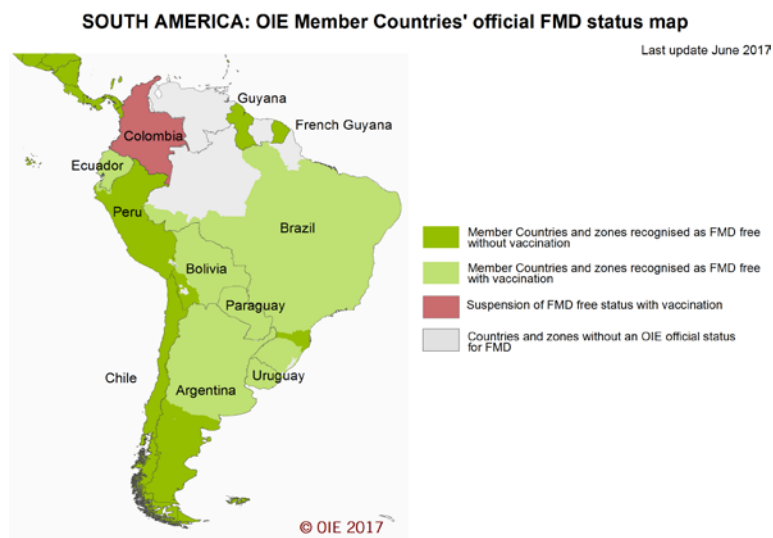 SOUTH AMERICA: OIE Member Countries' official FMD status map
Last update June 2017
Guyana
French Guyana
Colombia
Ecuador
Peru
Brazil
Bolivia
Paraguay
Chile
Uruguay
Argentina
Member Countries and zones recognised as FMD free
without vaccination
Member Countries and zones recognised as FMD free
with vaccination
Suspension of FMD free status with vaccination
Countries and zones without an OIE official status
for FMD
© OIE 2017